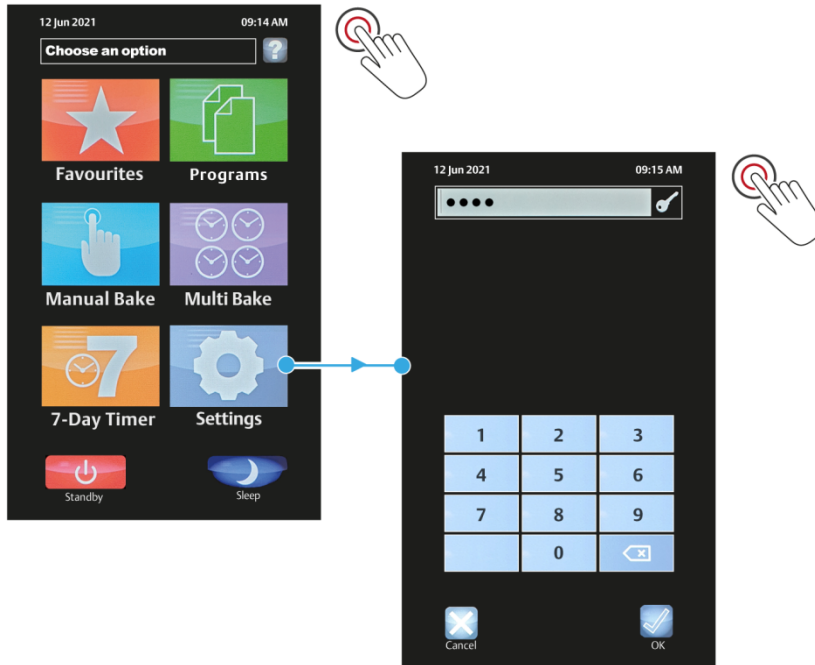 12 Jun 2021 09:14 AM
Choose an option ?
Favourites Programs
Manual Bake Multi Bake
7
7-Day Timer Settings
Standby Sleep
12 Jun 2021 09:15 AM
1 2 3
4 5 6
7 8 9
0
Cancel OK